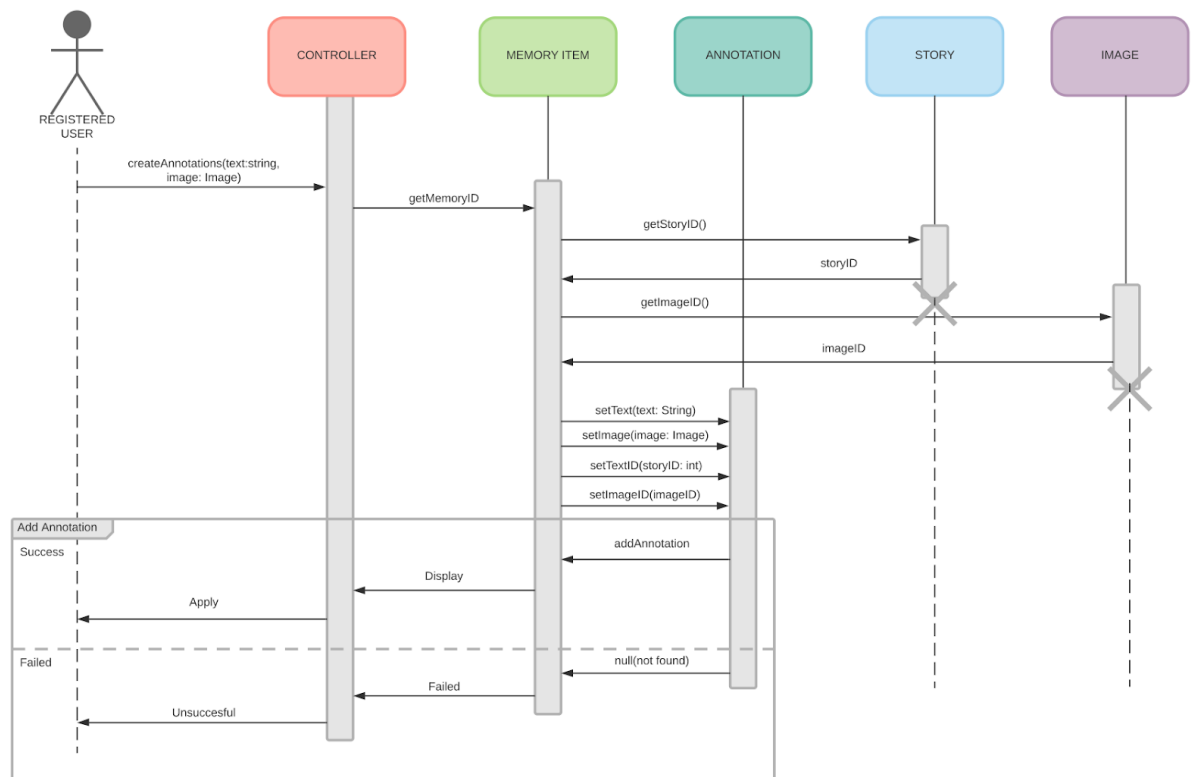 REGISTERED
USER
CONTROLLER
MEMORY ITEM
ANNOTATION
STORY
IMAGE
createAnnotations(text:string,
image: Image)
getMemoryID
getStoryID()
storyID
getImageID()
imageID
setText(text: String)
setImage(image: Image)
setTextID(storyID: int)
setImageID(imageID)
Add Annotation
Success
addAnnotation
Display
Apply
Failed
null(not found)
Failed
Unsuccesful